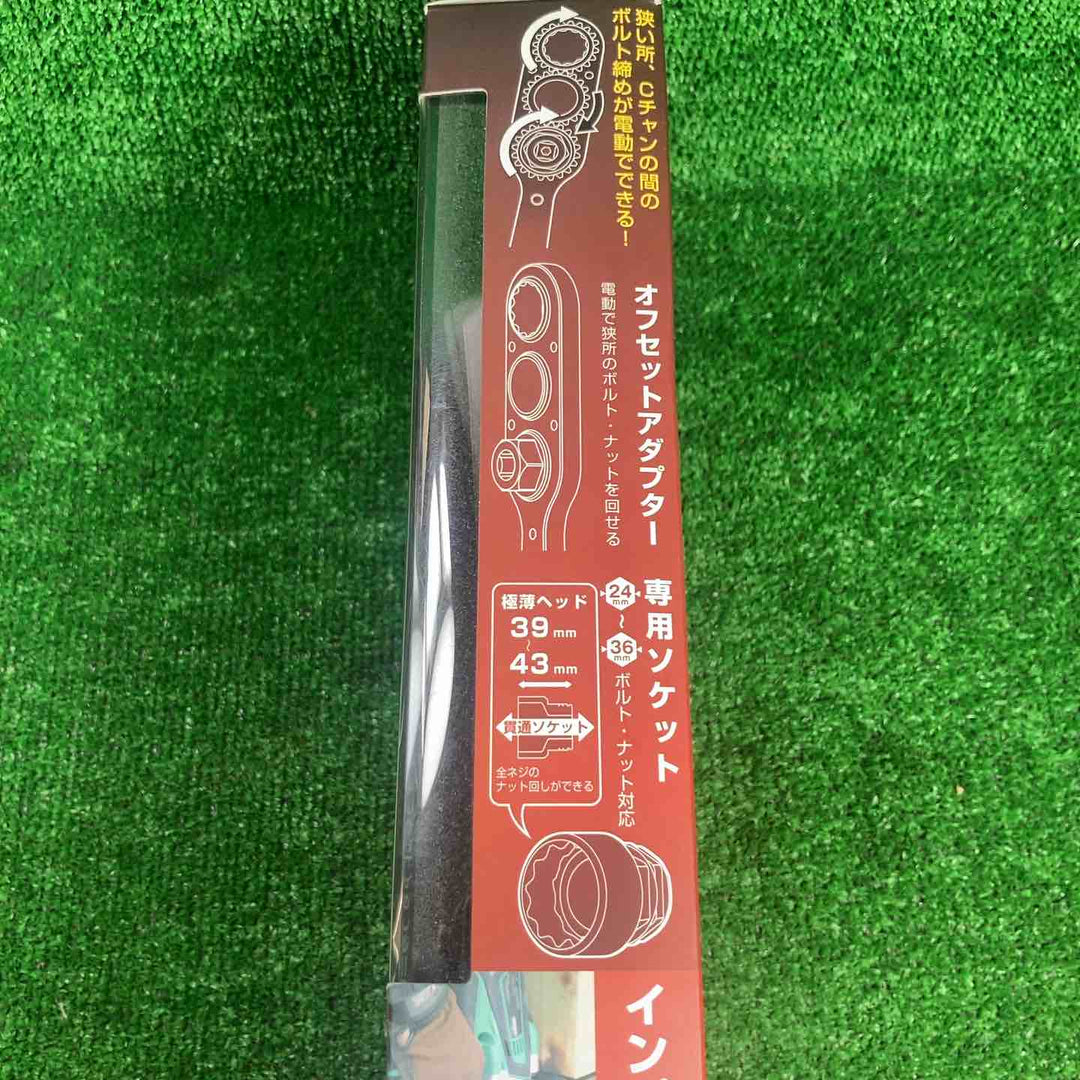 狭い所、Cチャンの間の
ボルト締めが電動でできる!
オフセットアダプター
電動で狭所のボルト・ナットを回せる
専用ソケット
24mm
~
36mm
ボルト・ナット対応
極薄ヘッド
39mm
~
43mm
貫通ソケット
全ネジの
ナット回しができる
イン